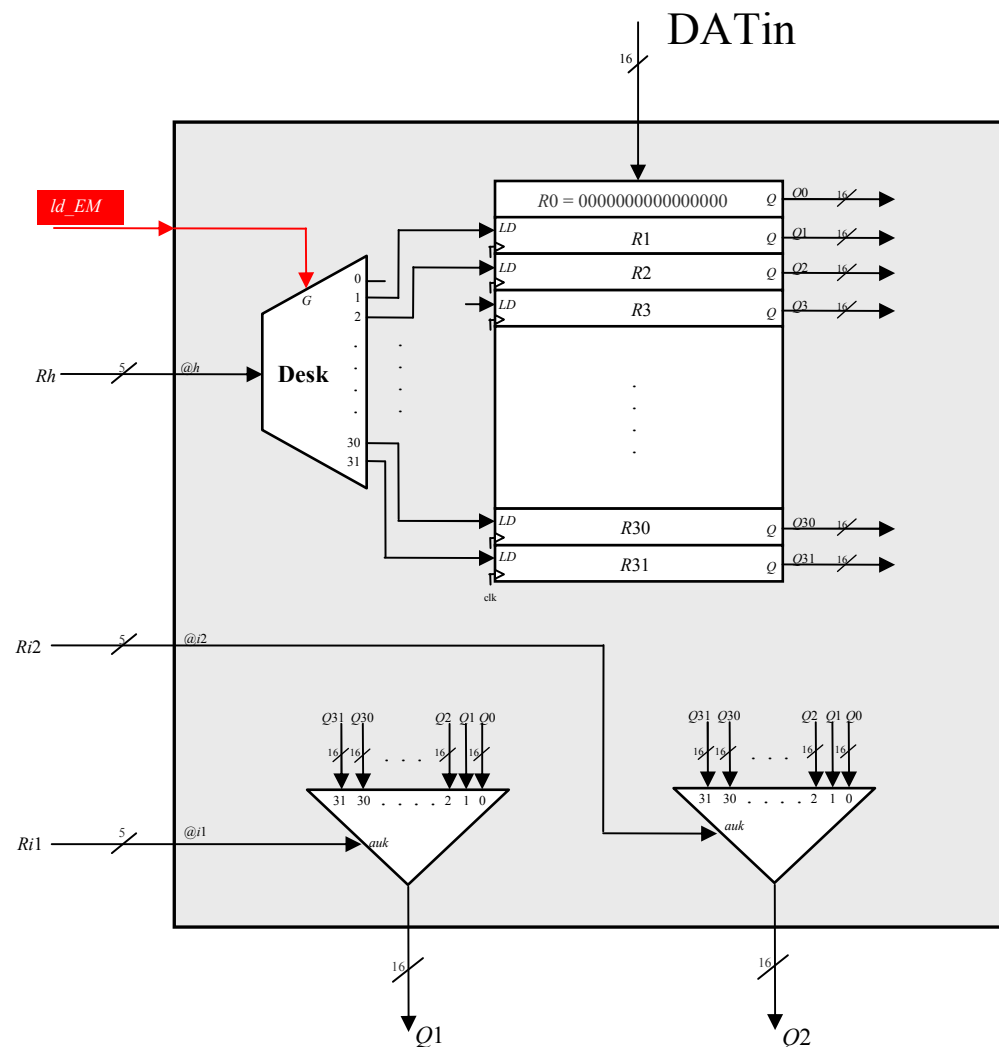 DATin
16
ld_EM
R0 = 0000000000000000 Q Q0 16
LD R1 Q Q1 16
LD R2 Q Q2 16
LD R3 Q Q3 16
G
0
1
2
. . . .
. . . .
. . . .
Rh 5 @h
Desk
30
31
LD R30 Q Q30 16
LD R31 Q Q31 16
clk
Ri2 5 @i2
Q31 Q30 Q2 Q1 Q0
16 16 . . . . 16 16
31 30 . . . . 2 1 0
Q31 Q30 Q2 Q1 Q0
16 16 . . . . 16 16
31 30 . . . . 2 1 0
Ri1 5 @i1
auk
auk
16
16
Q1
Q2